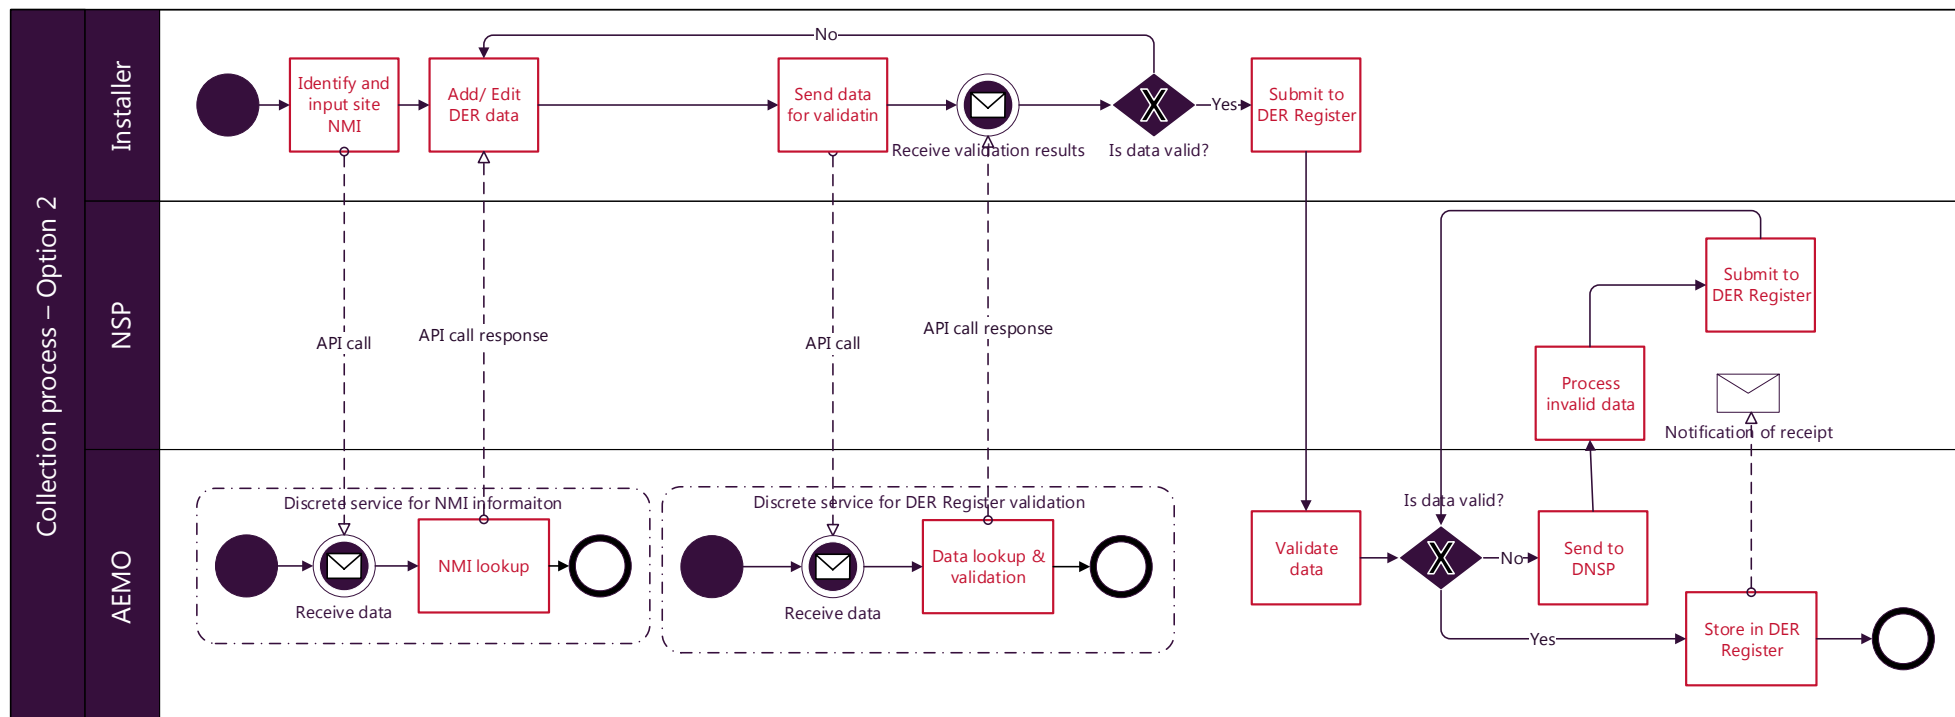 Collection process – Option 2
Installer
No
Identify and
input site
NMI
Add/ Edit
DER data
Send data
for validatin
Receive validation results
Is data valid?
Yes
Submit to
DER Register
NSP
API call
API call response
API call
API call response
Submit to
DER Register
Process
invalid data
Notification of receipt
AEMO
Discrete service for NMI informaiton
Receive data
NMI lookup
Discrete service for DER Register validation
Receive data
Data lookup &
validation
Validate
data
Is data valid?
No
Send to
DNSP
Yes
Store in DER
Register